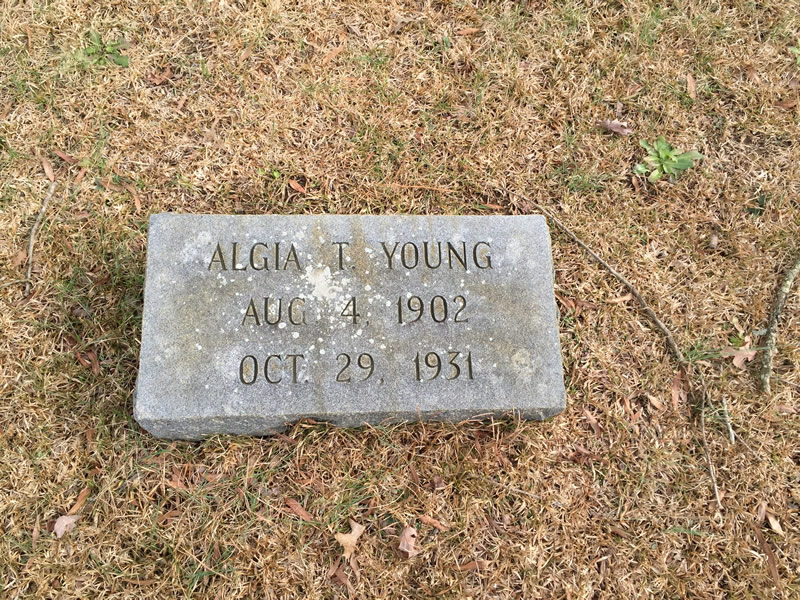 ALGIA T. YOUNG
AUG 4, 1902
OCT. 29, 1931